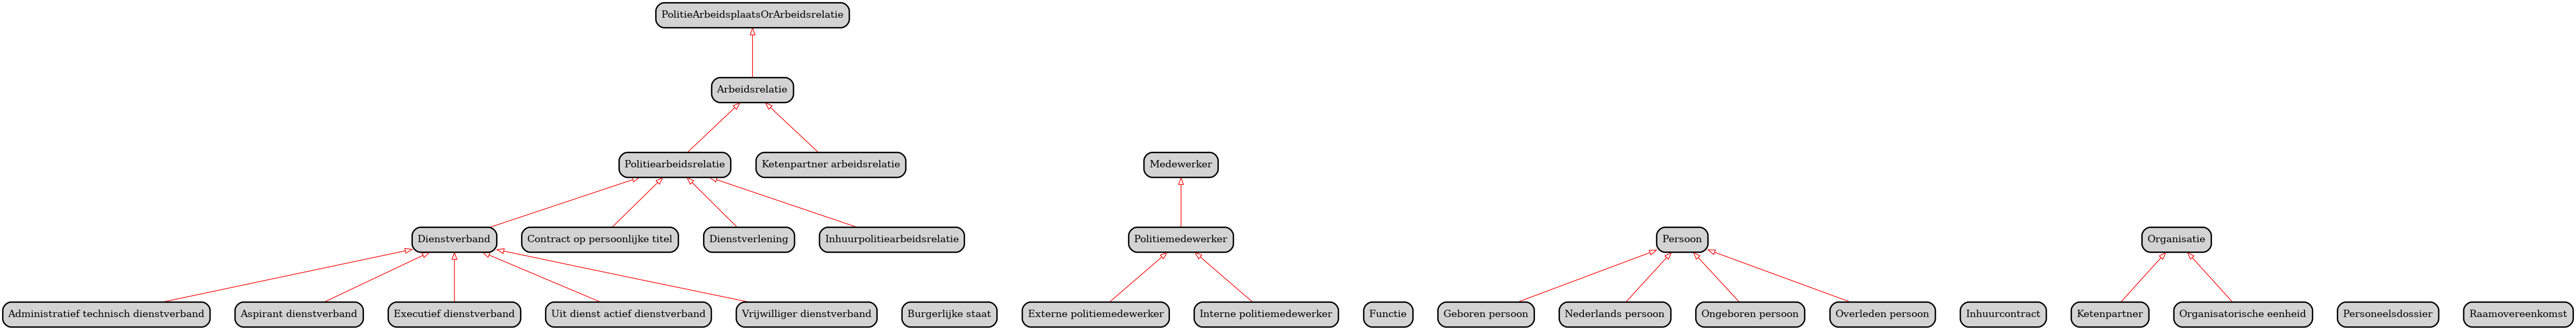 PolitieArbeidsplaatsOrArbeidsrelatie
Arbeidsrelatie
Politiearbeidsrelatie
Ketenpartner arbeidsrelatie
Medewerker
Dienstverband
Contract op persoonlijke titel
Dienstverlening
Inhuurpolitiearbeidsrelatie
Politiemedewerker
Persoon
Organisatie
Administratief technisch dienstverband
Aspirant dienstverband
Executief dienstverband
Uit dienst actief dienstverband
Vrijwilliger dienstverband
Burgerlijke staat
Externe politiemedewerker
Interne politiemedewerker
Functie
Geboren persoon
Nederlands persoon
Ongeboren persoon
Overleden persoon
Inhuurcontract
Ketenpartner
Organisatorische eenheid
Personeelsdossier
Raamovereenkomst